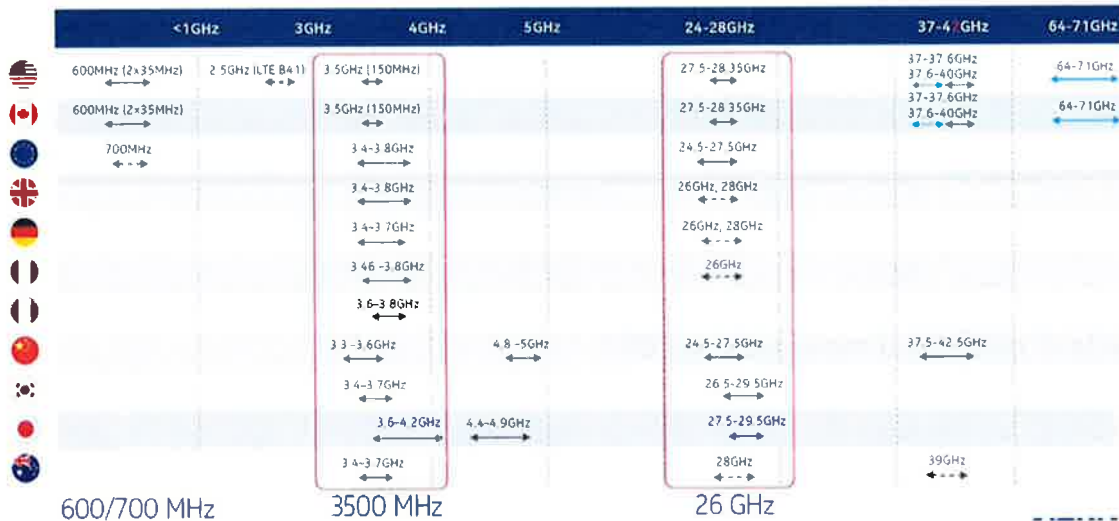 <1GHz 3GHz 4GHz 5GHz 24-28GHz 37-42GHz 64-71GHz
600MHz (2x35MHz) 2.5GHz (LTE B41) 3.5GHz (150MHz) 27.5-28.35GHz 37-37.6GHz 64-71GHz
37.6-40GHz
600MHz (2x35MHz) 3.5GHz (150MHz) 27.5-28.35GHz 37-37.6GHz 64-71GHz
37.6-40GHz
700MHz 3.4-3.8GHz 24.5-27.5GHz
3.4-3.8GHz 26GHz, 28GHz
3.4-3.7GHz 26GHz, 28GHz
3.46-3.8GHz 26GHz
3.6-3.8GHz
3.3-3.6GHz 4.8-5GHz 24.5-27.5GHz 37.5-42.5GHz
3.4-3.7GHz 26.5-29.5GHz
3.6-4.2GHz 4.4-4.9GHz 27.5-29.5GHz
3.4-3.7GHz 28GHz 39GHz
600/700 MHz 3500 MHz 26 GHz